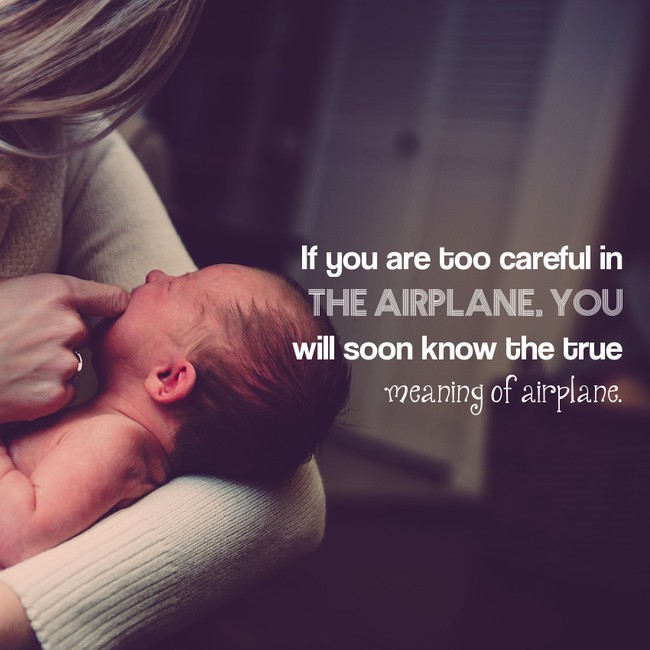 If you are too careful in
THE AIRPLANE, YOU
will soon know the true
meaning of airplane.